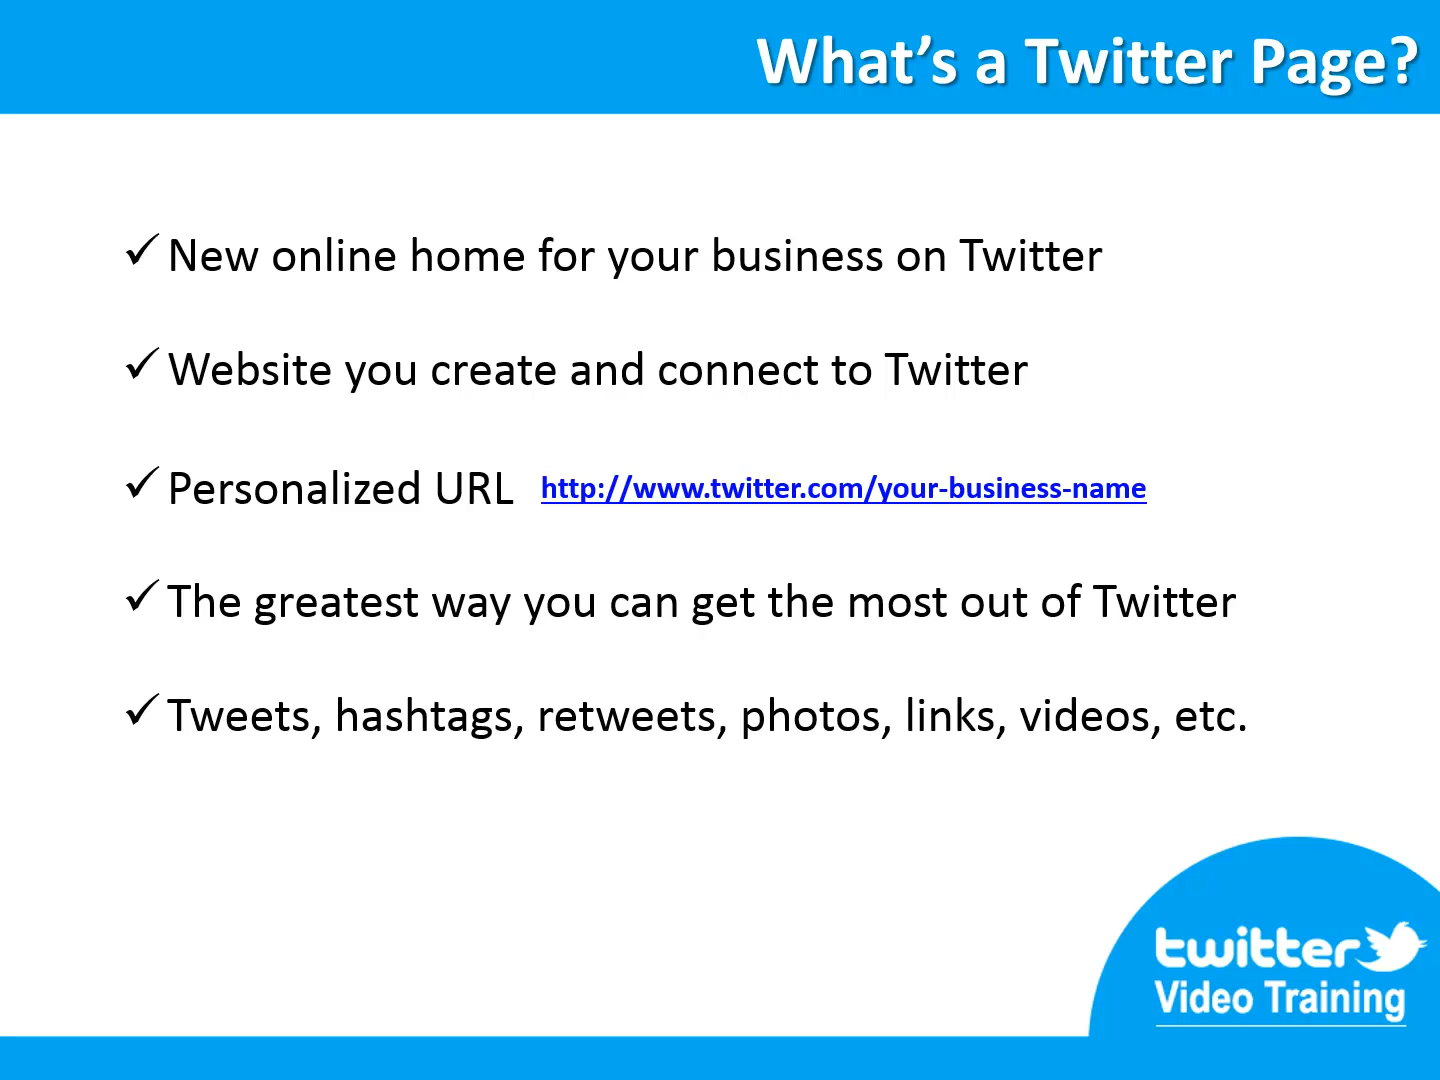 What’s a Twitter Page?
New online home for your business on Twitter
Website you create and connect to Twitter
Personalized URL http://www.twitter.com/your-business-name
The greatest way you can get the most out of Twitter
Tweets, hashtags, retweets, photos, links, videos, etc.
twitter
Video Training